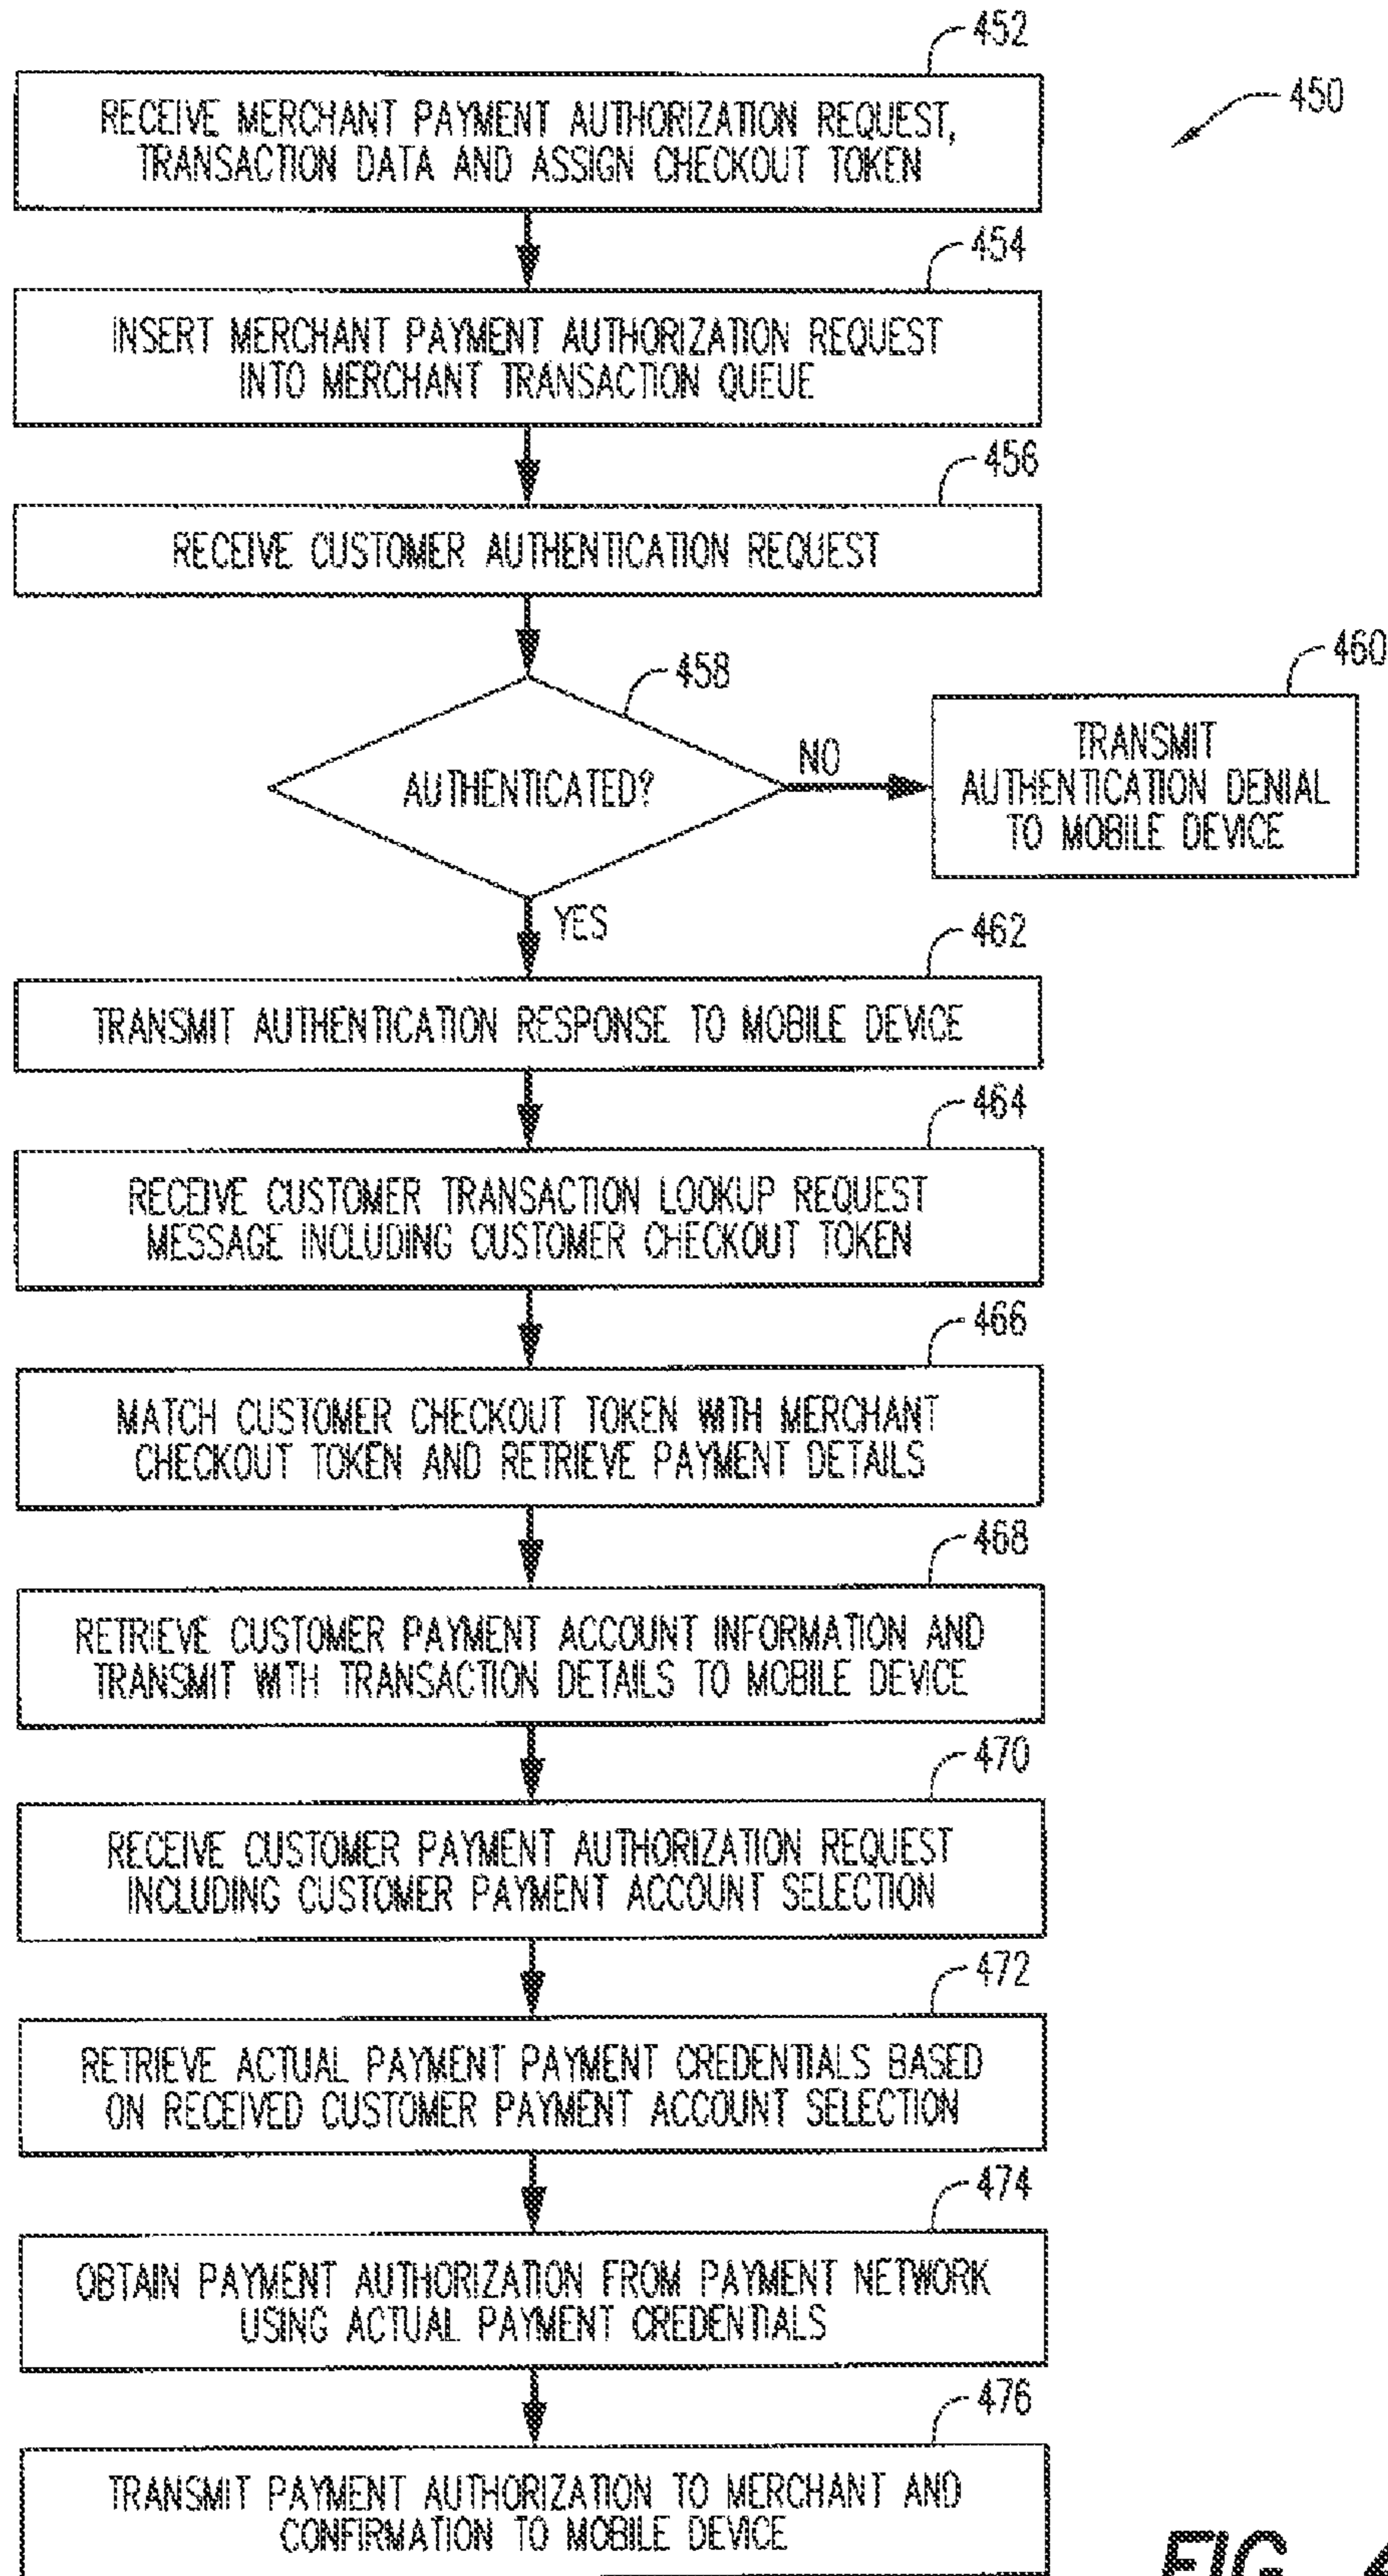 452
450
RECEIVE MERCHANT PAYMENT AUTHORIZATION REQUEST,
TRANSACTION DATA AND ASSIGN CHECKOUT TOKEN
454
INSERT MERCHANT PAYMENT AUTHORIZATION REQUEST
INTO MERCHANT TRANSACTION QUEUE
456
RECEIVE CUSTOMER AUTHENTICATION REQUEST
458
460
AUTHENTICATED?
NO
TRANSMIT
AUTHENTICATION DENIAL
TO MOBILE DEVICE
YES
462
TRANSMIT AUTHENTICATION RESPONSE TO MOBILE DEVICE
464
RECEIVE CUSTOMER TRANSACTION LOOKUP REQUEST
MESSAGE INCLUDING CUSTOMER CHECKOUT TOKEN
466
MATCH CUSTOMER CHECKOUT TOKEN WITH MERCHANT
CHECKOUT TOKEN AND RETRIEVE PAYMENT DETAILS
468
RETRIEVE CUSTOMER PAYMENT ACCOUNT INFORMATION AND
TRANSMIT WITH TRANSACTION DETAILS TO MOBILE DEVICE
470
RECEIVE CUSTOMER PAYMENT AUTHORIZATION REQUEST
INCLUDING CUSTOMER PAYMENT ACCOUNT SELECTION
472
RETRIEVE ACTUAL PAYMENT PAYMENT CREDENTIALS BASED
ON RECEIVED CUSTOMER PAYMENT ACCOUNT SELECTION
474
OBTAIN PAYMENT AUTHORIZATION FROM PAYMENT NETWORK
USING ACTUAL PAYMENT CREDENTIALS
476
TRANSMIT PAYMENT AUTHORIZATION TO MERCHANT AND
CONFIRMATION TO MOBILE DEVICE
FIG.